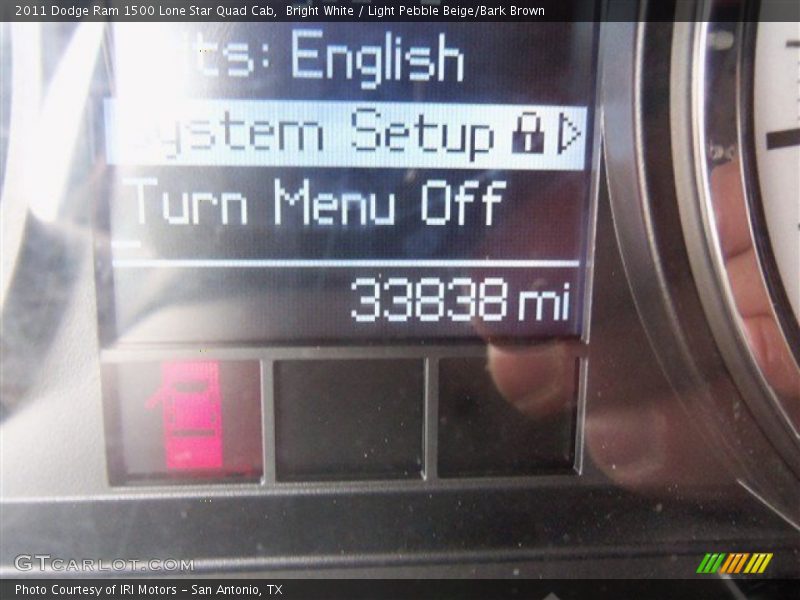 2011 Dodge Ram 1500 Lone Star Quad Cab, Bright White / Light Pebble Beige/Bark Brown
English
System Setup
Turn Menu Off
33838 mi
GTcarlot.com
Photo Courtesy of IRI Motors - San Antonio, TX